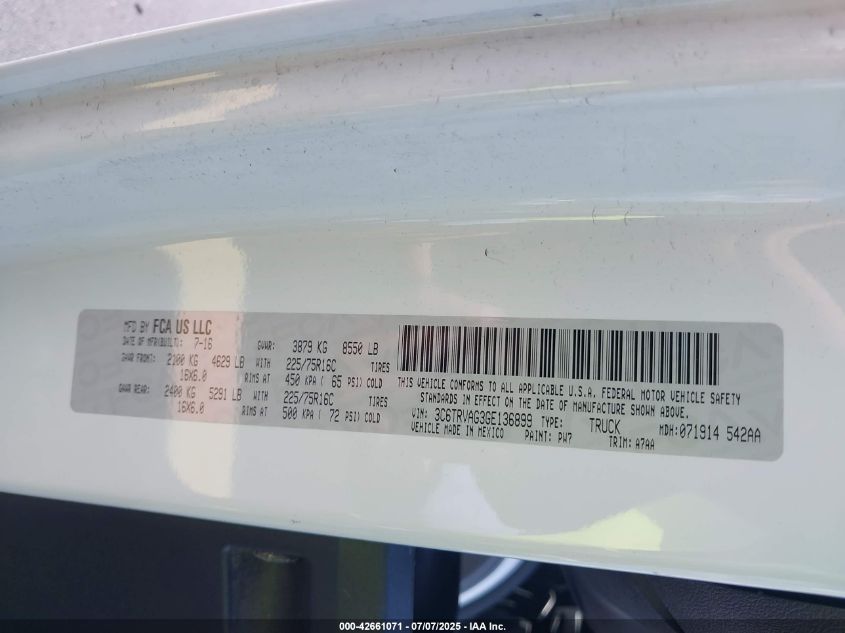 MFD BY FCA US LLC
DATE OF MFR(BUILT): 7-16 GVWR: 3879 KG 8550 LB
GAWR FRONT: 2100 KG 4629 LB WITH 225/75R16C TIRES
16X6.0 RIMS AT 450 KPA ( 65 PSI) COLD
GAWR REAR: 2400 KG 5291 LB WITH 225/75R16C TIRES
16X6.0 RIMS AT 500 KPA ( 72 PSI) COLD
THIS VEHICLE CONFORMS TO ALL APPLICABLE U.S.A. FEDERAL MOTOR VEHICLE SAFETY
STANDARDS IN EFFECT ON THE DATE OF MANUFACTURE SHOWN ABOVE.
VIN: 3C6TRVAG3GE136899 TYPE: TRUCK MDH:071914 542AA
VEHICLE MADE IN MEXICO PAINT: PW7 TRIM: A7AA
000-42661071 - 07/07/2025 - IAA Inc.